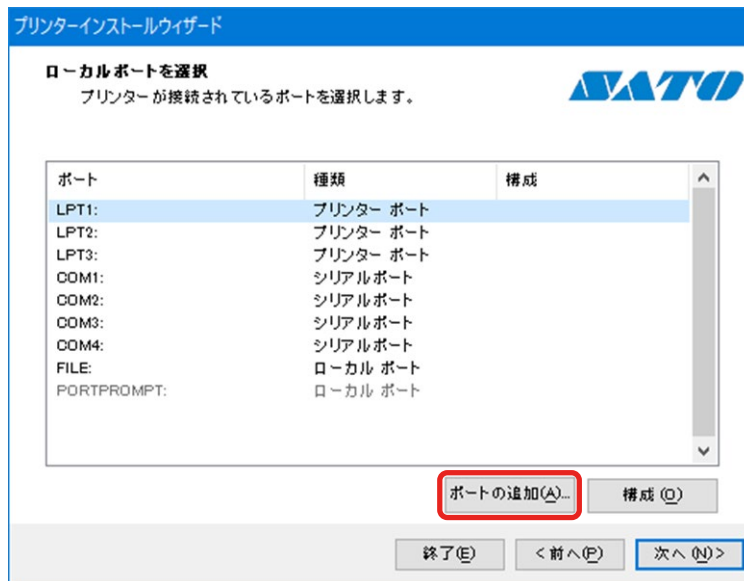 プリンターインストールウィザード
ローカルポートを選択
プリンターが接続されているポートを選択します。
SATO
ポート 種類 構成
LPT1: プリンター ポート
LPT2: プリンター ポート
LPT3: プリンター ポート
COM1: シリアルポート
COM2: シリアルポート
COM3: シリアルポート
COM4: シリアルポート
FILE: ローカル ポート
PORTPROMPT: ローカル ポート
ポートの追加(A)... 構成(O)
終了(E) <前へ(P) 次へ(N)>